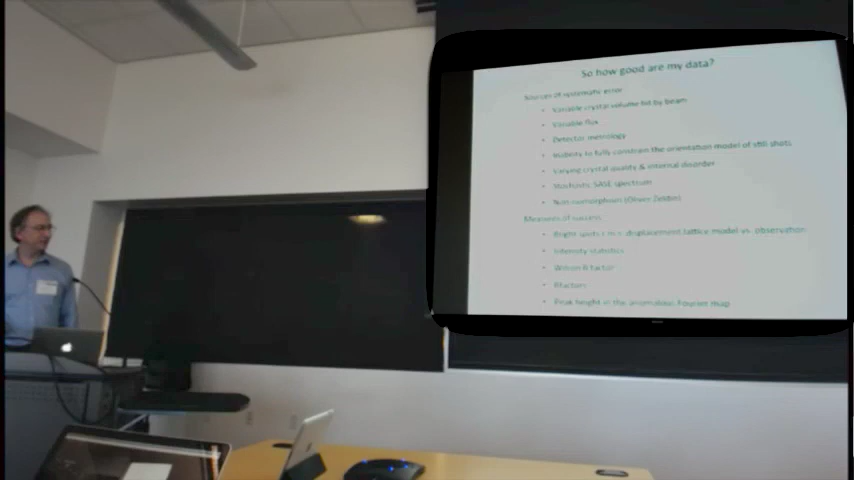 So how good are my data?
Sources of systematic error
• Variable crystal volume hit by beam
• Variable flux
• Detector metrology
• Inability to fully constrain the orientation model of still shots
• Varying crystal quality & internal disorder
• Stochastic SASE spectrum
• Non-isomorphism (Oliver Zeldin)
Measures of success
• Bright spots r.m.s. displacement lattice model vs. observation
• Intensity statistics
• Wilson B factor
• Rfactors
• Peak height in the anomalous Fourier map